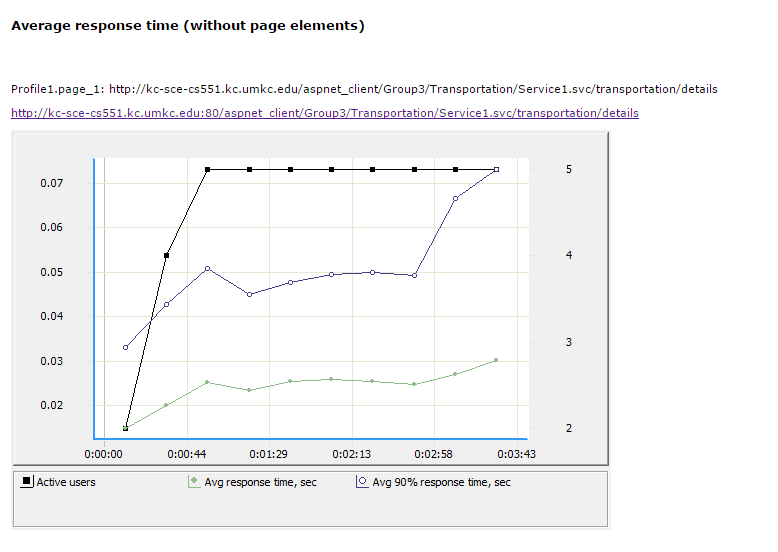 Average response time (without page elements)
Profile1.page_1: http://kc-sce-cs551.kc.umkc.edu/aspnet_client/Group3/Transportation/Service1.svc/transportation/details
http://kc-sce-cs551.kc.umkc.edu:80/aspnet_client/Group3/Transportation/Service1.svc/transportation/details
0.07
5
0.06
4
0.05
0.04
3
0.03
0.02
2
0:00:00 0:00:44 0:01:29 0:02:13 0:02:58 0:03:43
Active users Avg response time, sec Avg 90% response time, sec